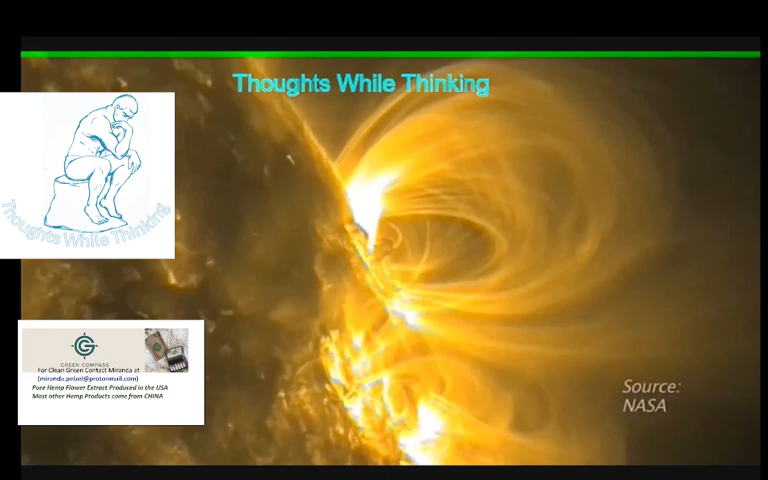 Thoughts While Thinking
Thoughts While Thinking
GREEN COMPASS
For Clean Green Contact Miranda at
(miranda.pelzel@protonmail.com)
Pure Hemp Flower Extract Produced in the USA
Most other Hemp Products come from CHINA
Source:
NASA